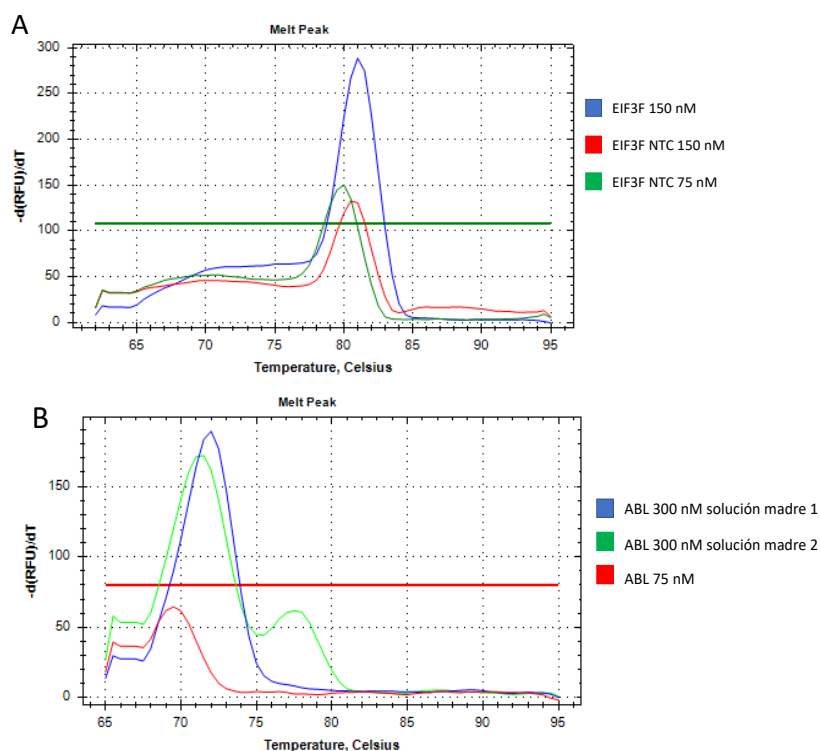 A
Melt Peak
300
250
200
150
100
50
0
-d(RFU)/dT
65
70
75
80
85
90
95
Temperature, Celsius
EIF3F 150 nM
EIF3F NTC 150 nM
EIF3F NTC 75 nM
B
Melt Peak
150
100
50
0
-d(RFU)/dT
65
70
75
80
85
90
95
Temperature, Celsius
ABL 300 nM solución madre 1
ABL 300 nM solución madre 2
ABL 75 nM